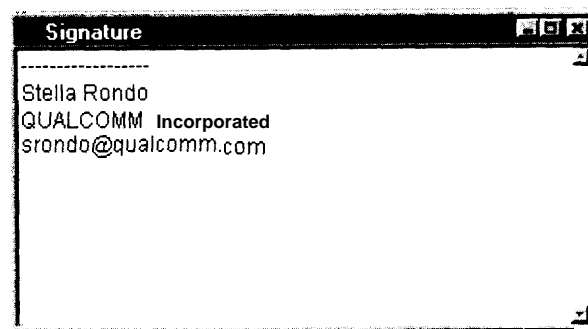 Signature
-------------------
Stella Rondo
QUALCOMM Incorporated
srondo@qualcomm.com